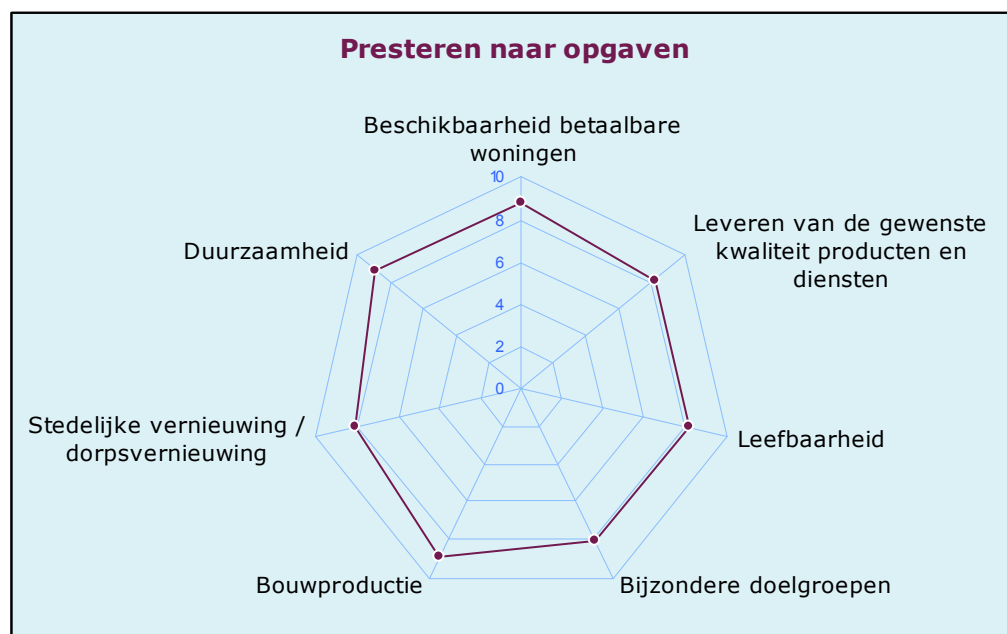 Presteren naar opgaven
Beschikbaarheid betaalbare
woningen
10
Leveren van de gewenste
kwaliteit producten en
diensten
8
Duurzaamheid
6
4
2
0
Stedelijke vernieuwing /
dorpsvernieuwing
Leefbaarheid
Bouwproductie
Bijzondere doelgroepen